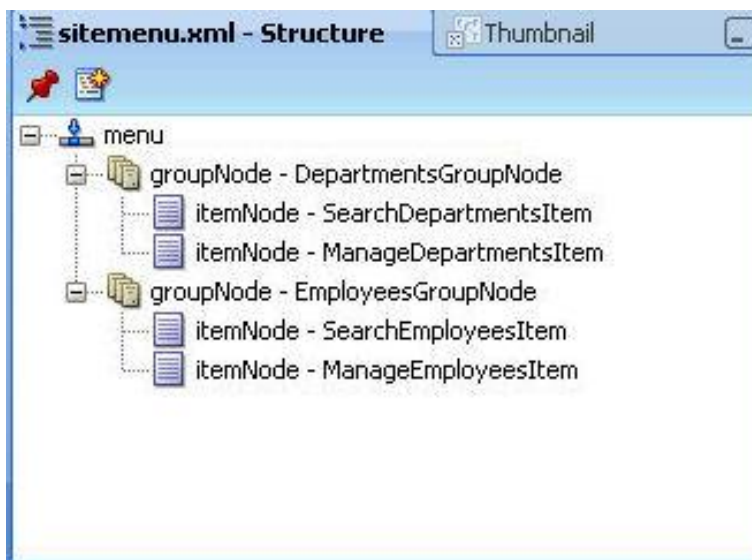 sitemenu.xml - Structure Thumbnail
menu
groupNode - DepartmentsGroupNode
itemNode - SearchDepartmentsItem
itemNode - ManageDepartmentsItem
groupNode - EmployeesGroupNode
itemNode - SearchEmployeesItem
itemNode - ManageEmployeesItem